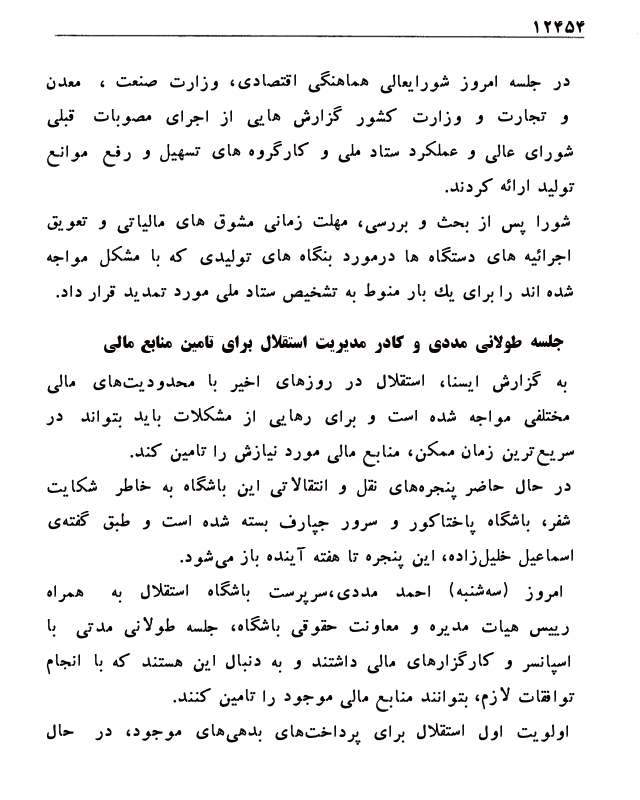 ۱۲۴۵۴
در جلسه امروز شورایعالی هماهنگی اقتصادی، وزارت صنعت ، معدن
و تجارت و وزارت کشور گزارش هایی از اجرای مصوبات قبلی
شورای عالی و عملکرد ستاد ملی و کارگروه های تسهیل و رفع موانع
تولید ارائه کردند.
شورا پس از بحث و بررسی، مهلت زمانی مشوق های مالیاتی و تعویق
اجرائیه های دستگاه ها درمورد بنگاه های تولیدی که با مشکل مواجه
شده اند را برای یك بار منوط به تشخیص ستاد ملی مورد تمدید قرار داد.
جلسه طولانی مددی و کادر مدیریت استقلال برای تامین منابع مالی
به گزارش ایسنا، استقلال در روزهای اخیر با محدودیت‌های مالی
مختلفی مواجه شده است و برای رهایی از مشکلات باید بتواند در
سریع‌ترین زمان ممکن، منابع مالی مورد نیازش را تامین کند.
در حال حاضر پنجره‌های نقل و انتقالاتی این باشگاه به خاطر شکایت
شفر، باشگاه پاختاکور و سرور جپارف بسته شده است و طبق گفته‌ی
اسماعیل خلیل‌زاده، این پنجره تا هفته آینده باز می‌شود.
امروز (سه‌شنبه) احمد مددی،سرپرست باشگاه استقلال به همراه
رییس هیات مدیره و معاونت حقوقی باشگاه، جلسه طولانی مدتی با
اسپانسر و کارگزارهای مالی داشتند و به دنبال این هستند که با انجام
توافقات لازم، بتوانند منابع مالی موجود را تامین کنند.
اولویت اول استقلال برای پرداخت‌های بدهی‌های موجود، در حال